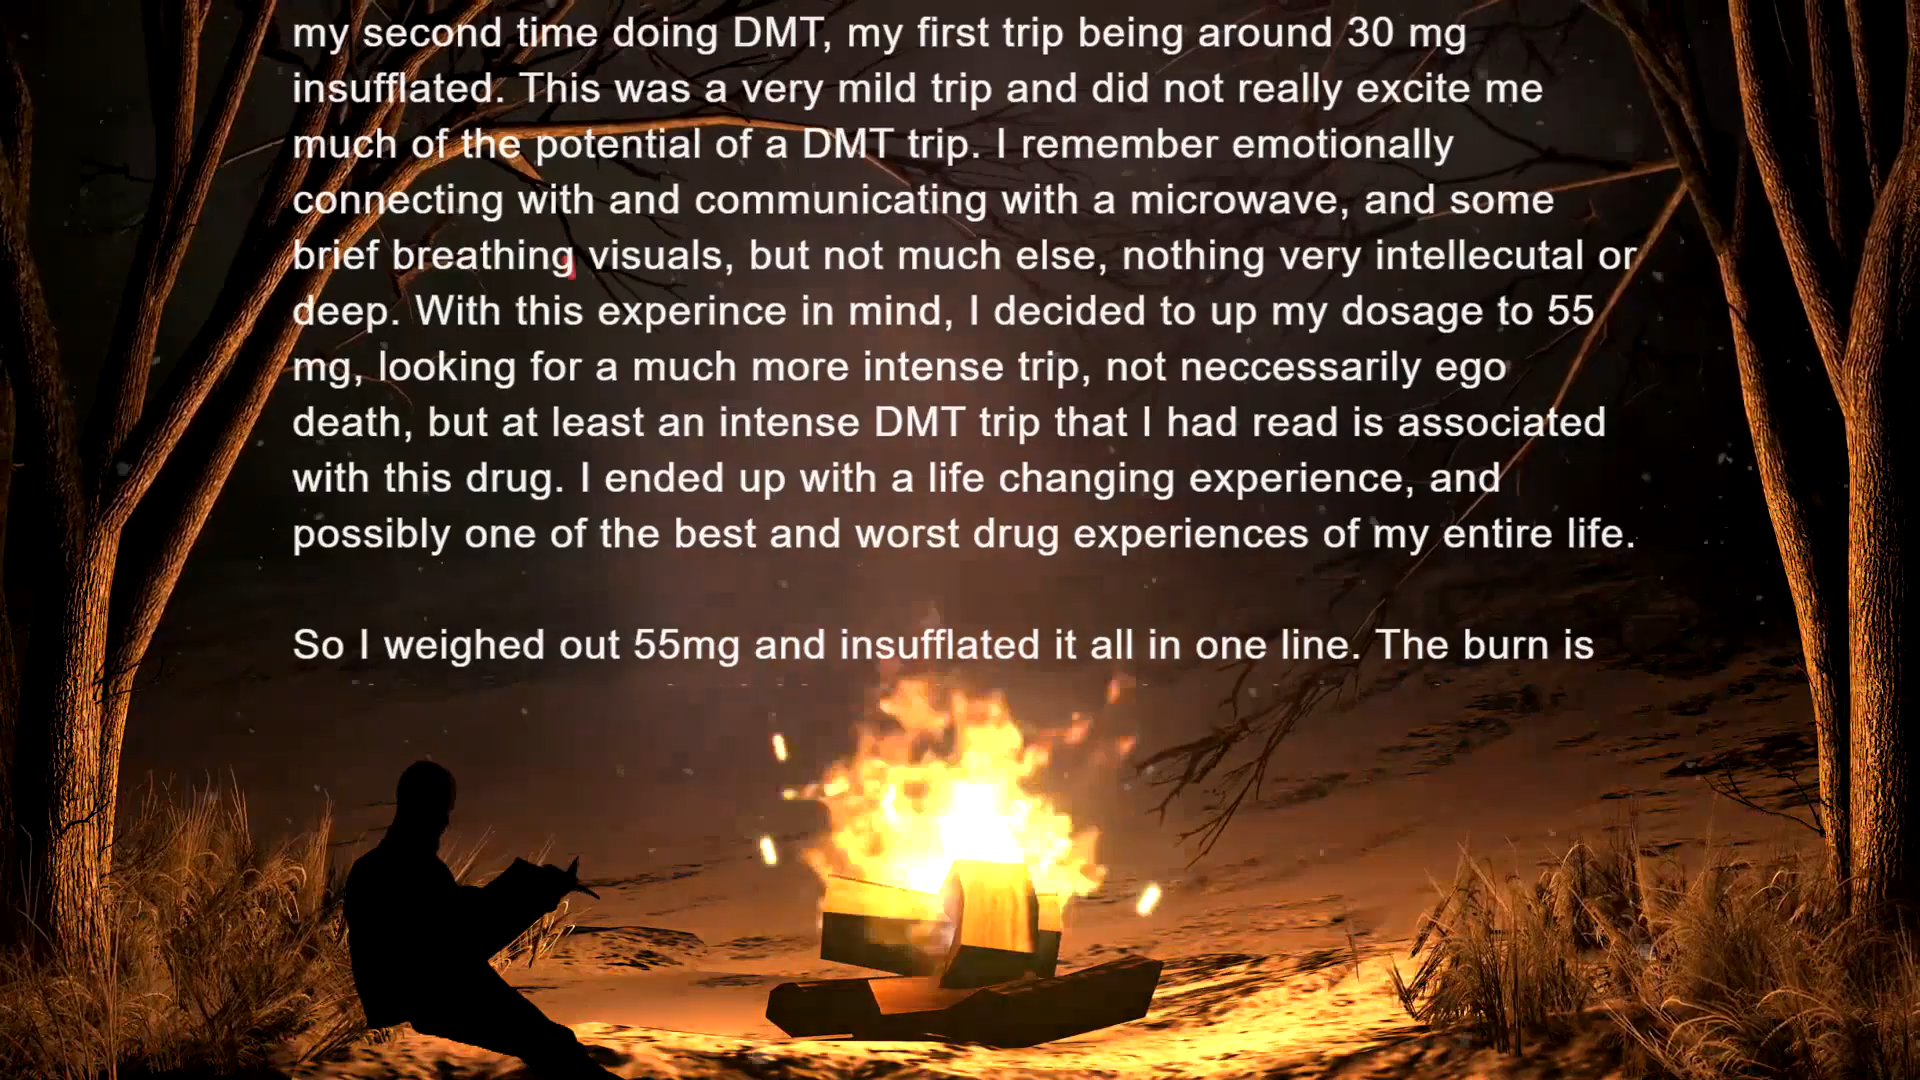 my second time doing DMT, my first trip being around 30 mg
insufflated. This was a very mild trip and did not really excite me
much of the potential of a DMT trip. I remember emotionally
connecting with and communicating with a microwave, and some
brief breathing visuals, but not much else, nothing very intellecutal or
deep. With this experince in mind, I decided to up my dosage to 55
mg, looking for a much more intense trip, not neccessarily ego
death, but at least an intense DMT trip that I had read is associated
with this drug. I ended up with a life changing experience, and
possibly one of the best and worst drug experiences of my entire life.
So I weighed out 55mg and insufflated it all in one line. The burn is